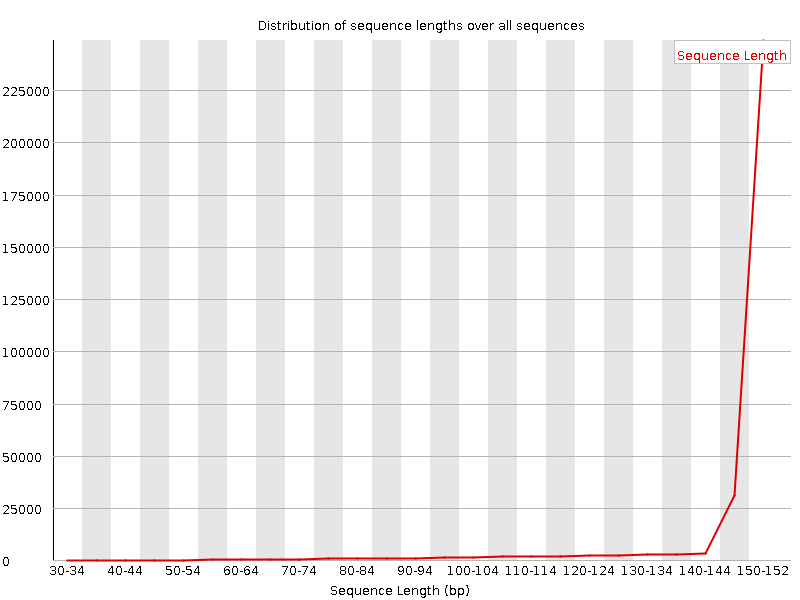 Distribution of sequence lengths over all sequences
Sequence Length
225000
200000
175000
150000
125000
100000
75000
50000
25000
0
30-34 40-44 50-54 60-64 70-74 80-84 90-94 100-104 110-114 120-124 130-134 140-144 150-152
Sequence Length (bp)